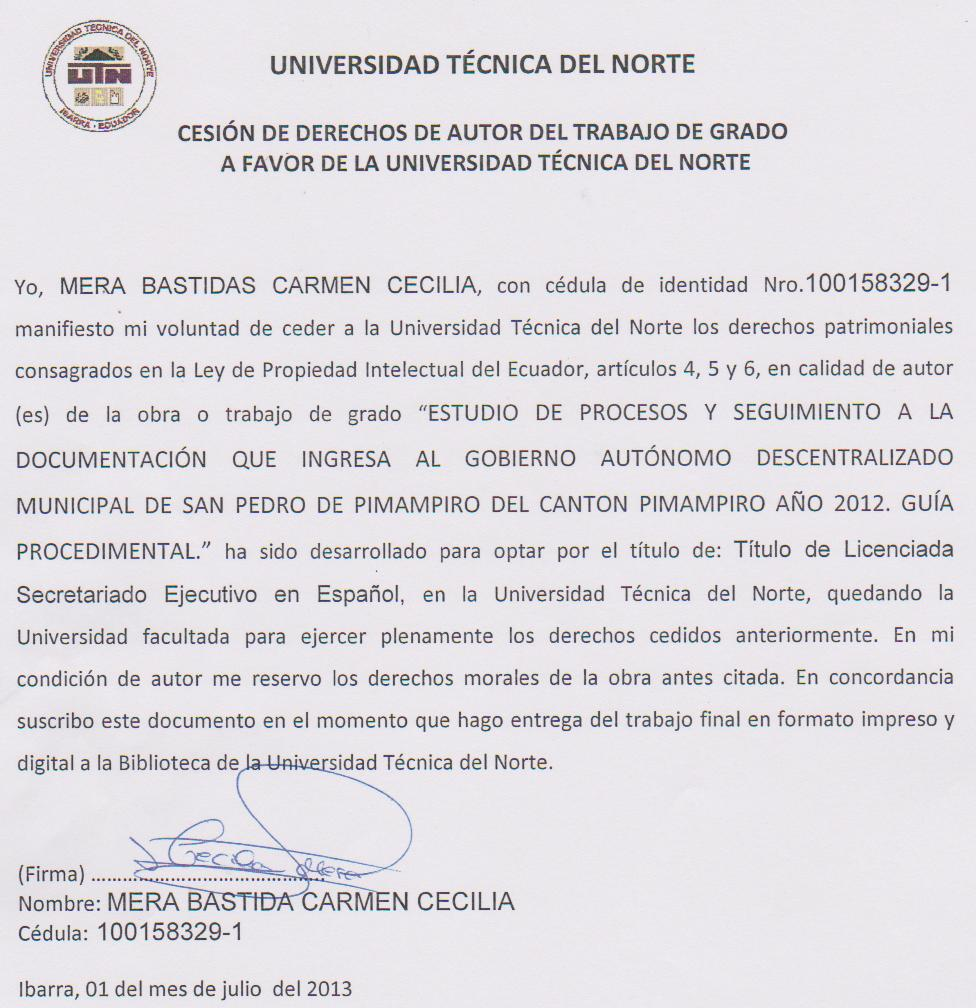 UNIVERSIDAD TÉCNICA DEL NORTE
UTN
IBARRA - ECUADOR
UNIVERSIDAD TÉCNICA DEL NORTE
CESIÓN DE DERECHOS DE AUTOR DEL TRABAJO DE GRADO
A FAVOR DE LA UNIVERSIDAD TÉCNICA DEL NORTE
Yo, MERA BASTIDAS CARMEN CECILIA, con cédula de identidad Nro.100158329-1
manifiesto mi voluntad de ceder a la Universidad Técnica del Norte los derechos patrimoniales
consagrados en la Ley de Propiedad Intelectual del Ecuador, artículos 4, 5 y 6, en calidad de autor
(es) de la obra o trabajo de grado “ESTUDIO DE PROCESOS Y SEGUIMIENTO A LA
DOCUMENTACIÓN QUE INGRESA AL GOBIERNO AUTÓNOMO DESCENTRALIZADO
MUNICIPAL DE SAN PEDRO DE PIMAMPIRO DEL CANTON PIMAMPIRO AÑO 2012. GUÍA
PROCEDIMENTAL.” ha sido desarrollado para optar por el título de: Título de Licenciada
Secretariado Ejecutivo en Español, en la Universidad Técnica del Norte, quedando la
Universidad facultada para ejercer plenamente los derechos cedidos anteriormente. En mi
condición de autor me reservo los derechos morales de la obra antes citada. En concordancia
suscribo este documento en el momento que hago entrega del trabajo final en formato impreso y
digital a la Biblioteca de la Universidad Técnica del Norte.
Cecilia Mera
(Firma) ..............................................
Nombre: MERA BASTIDA CARMEN CECILIA
Cédula: 100158329-1
Ibarra, 01 del mes de julio del 2013